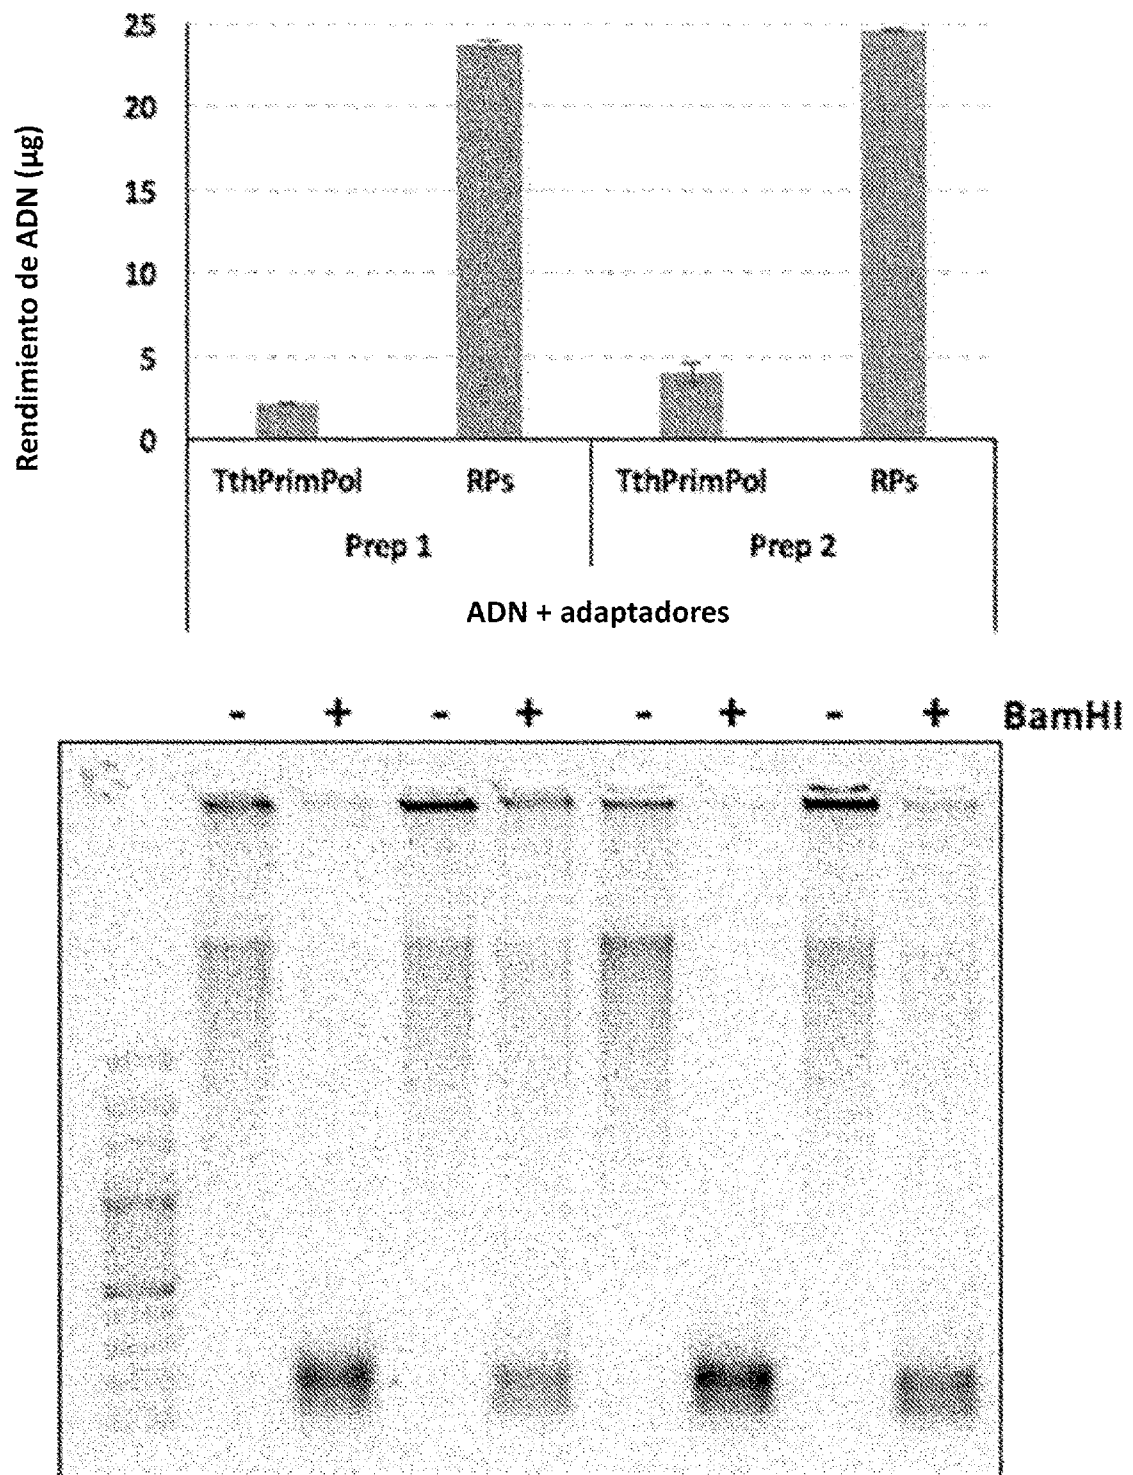 Rendimiento de ADN (µg)
25
20
15
10
5
0
TthPrimPol RPs TthPrimPol RPs
Prep 1 Prep 2
ADN + adaptadores
- + - + - + - + BamHI